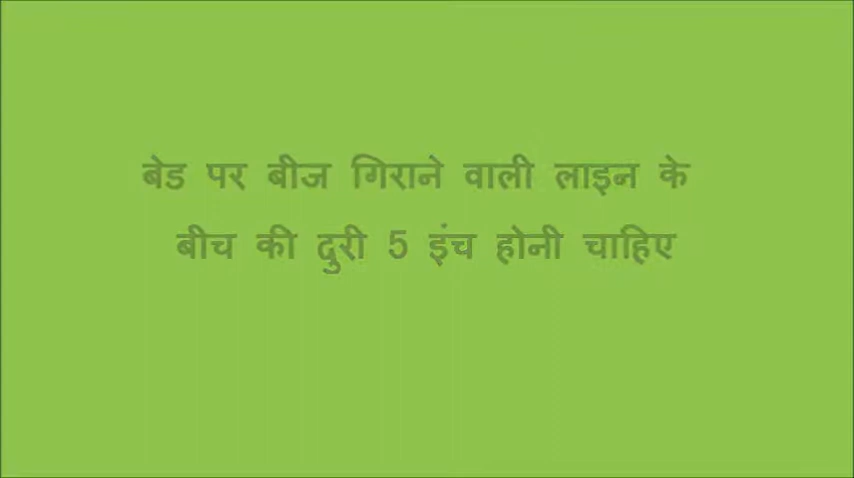 बेड पर बीज गिराने वाली लाइन के
बीच की दुरी 5 इंच होनी चाहिए